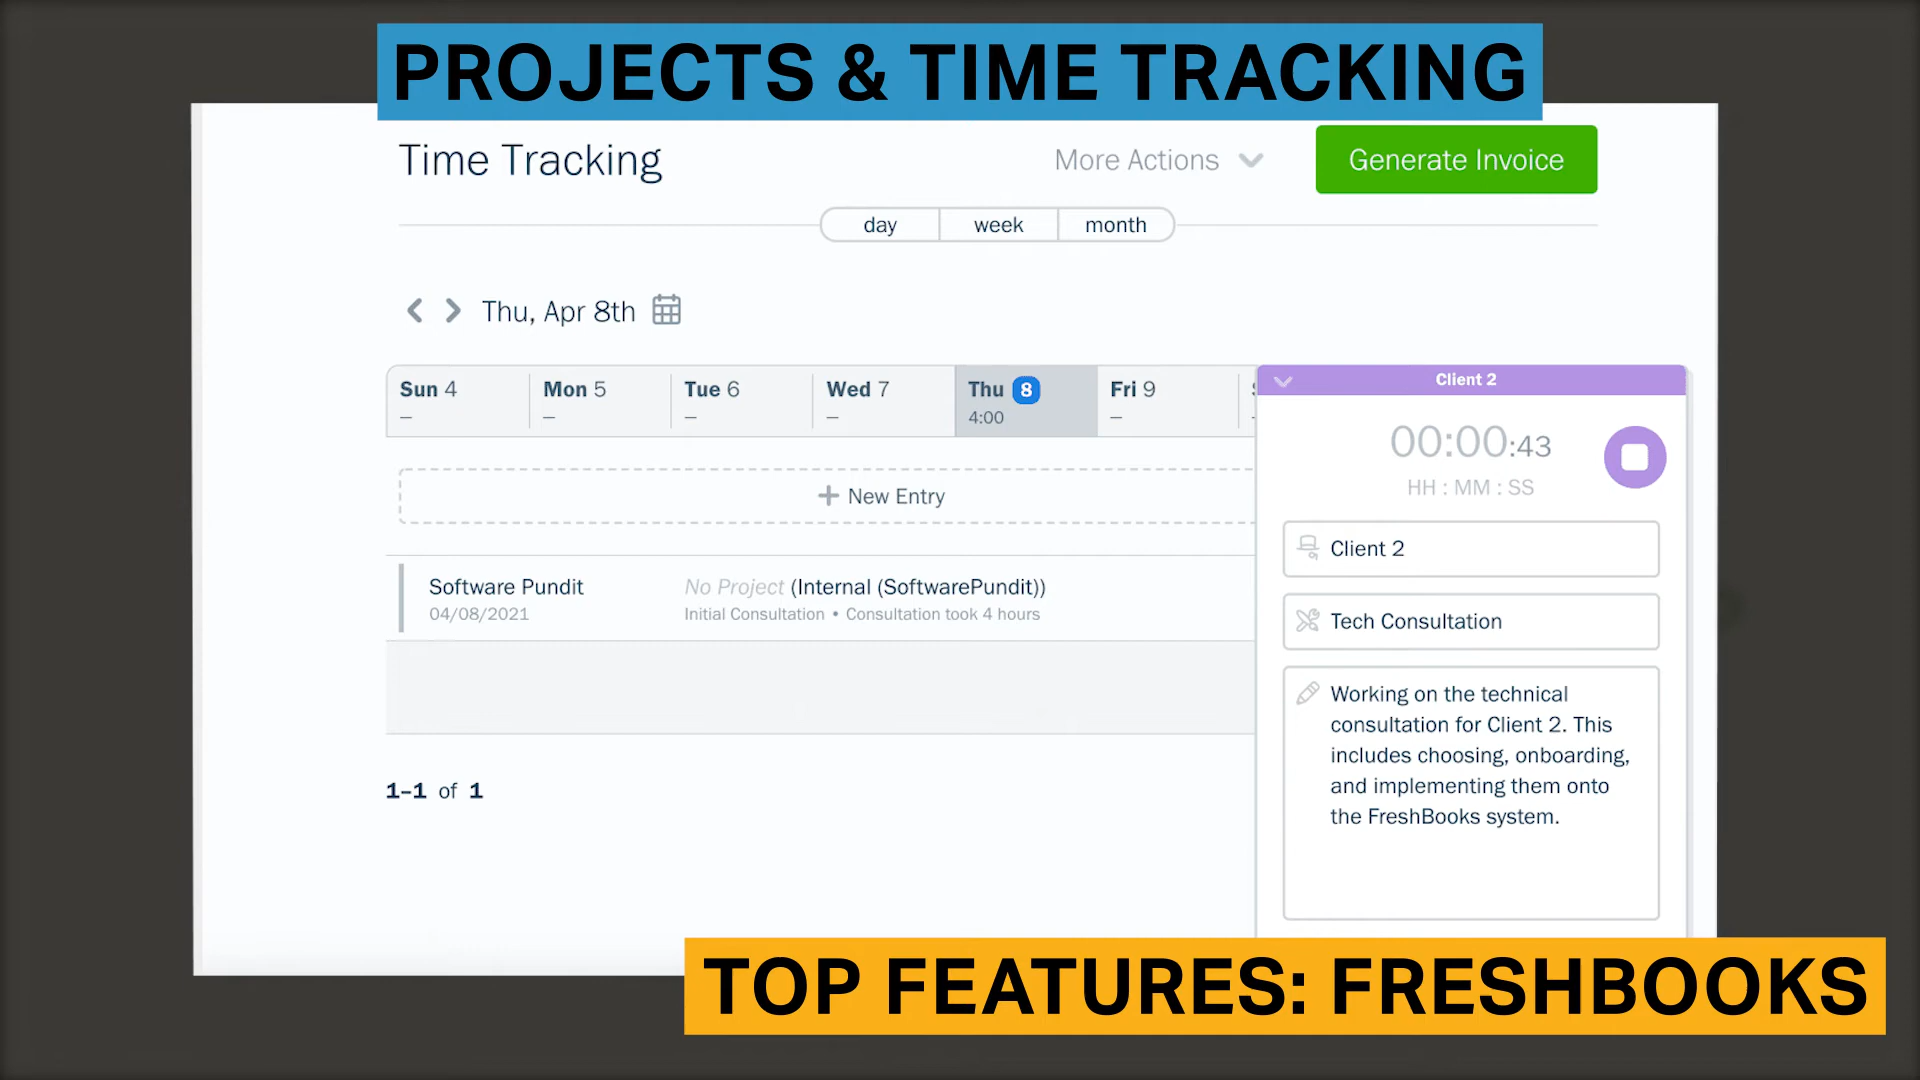 PROJECTS & TIME TRACKING
Time Tracking
More Actions
Generate Invoice
day
week
month
Thu, Apr 8th
Sun 4
Mon 5
Tue 6
Wed 7
Thu 8
Fri 9
–
–
–
–
4:00
–
Client 2
00:00:43
HH : MM : SS
+ New Entry
Client 2
Software Pundit
No Project (Internal (SoftwarePundit))
04/08/2021
Initial Consultation • Consultation took 4 hours
Tech Consultation
Working on the technical
consultation for Client 2. This
includes choosing, onboarding,
and implementing them onto
the FreshBooks system.
1–1 of 1
TOP FEATURES: FRESHBOOKS